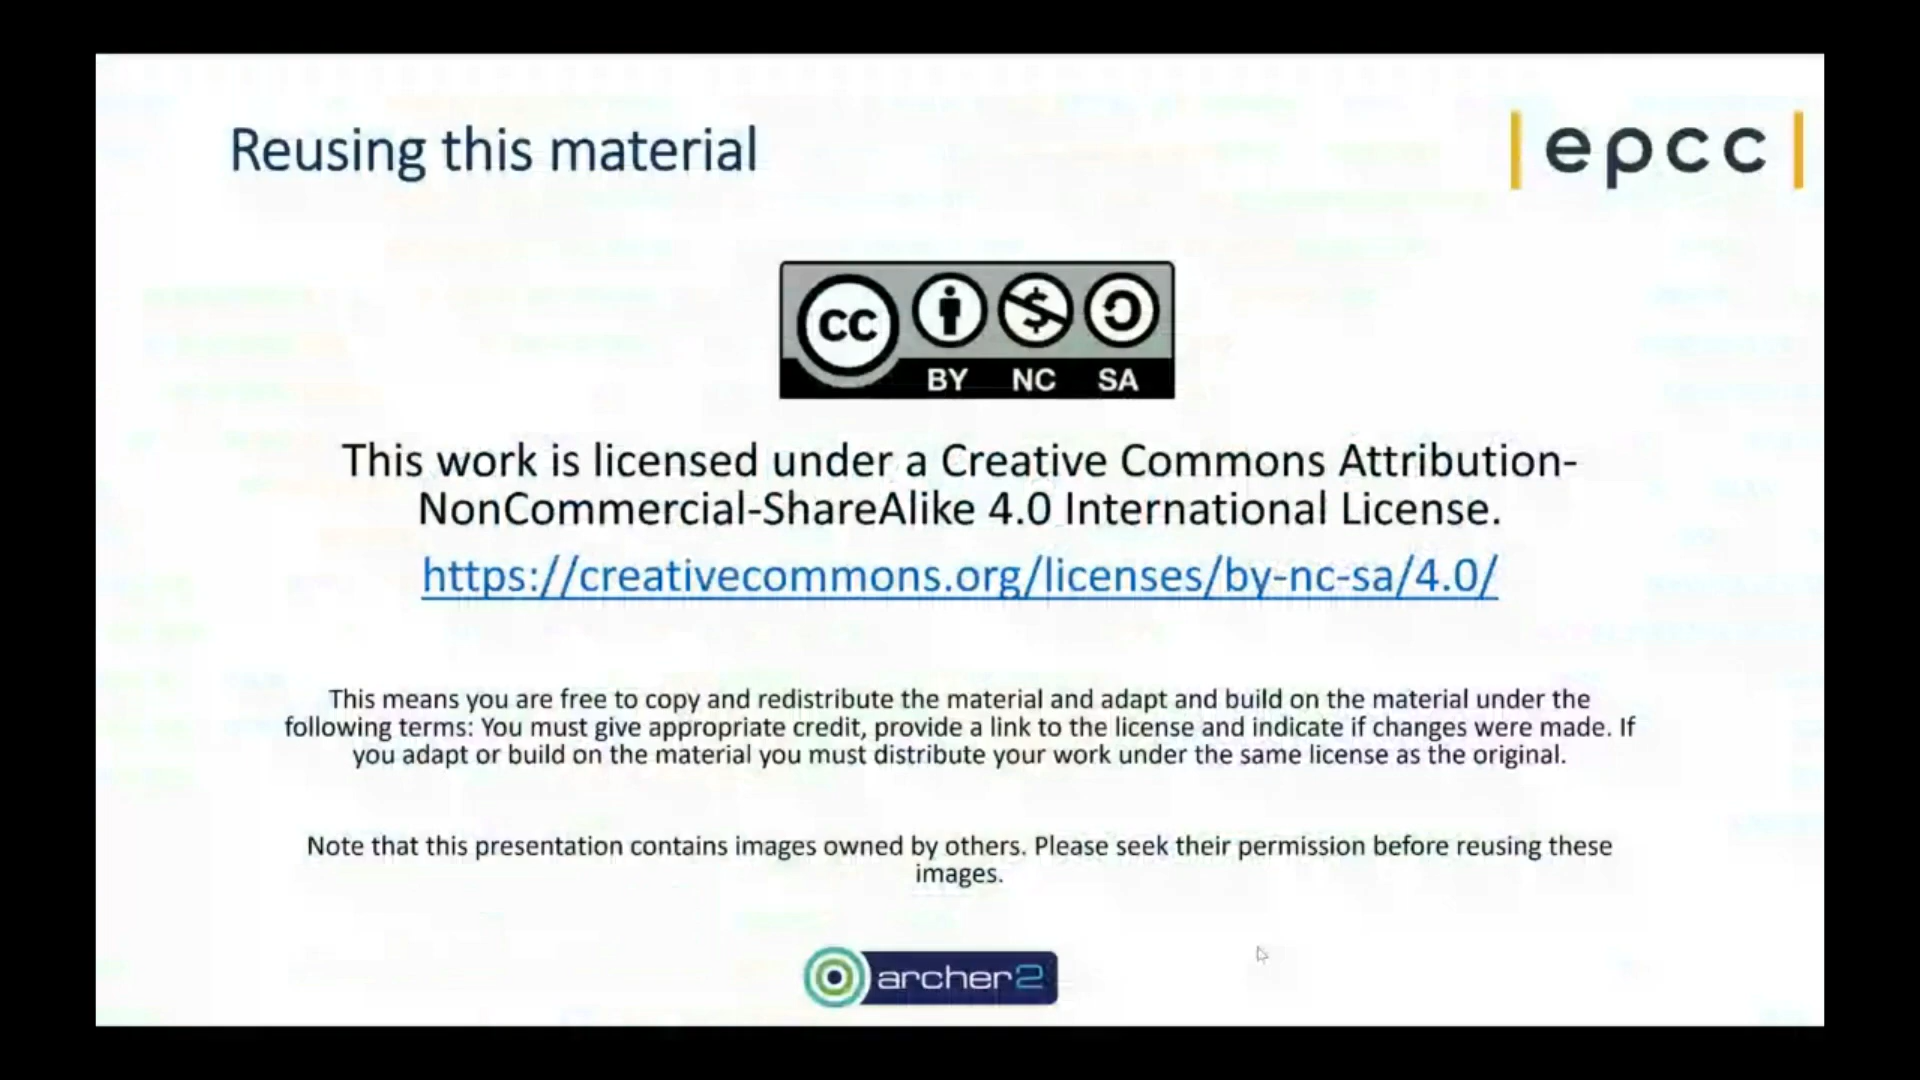 Reusing this material
epcc
cc
BY NC SA
This work is licensed under a Creative Commons Attribution-
NonCommercial-ShareAlike 4.0 International License.
https://creativecommons.org/licenses/by-nc-sa/4.0/
This means you are free to copy and redistribute the material and adapt and build on the material under the
following terms: You must give appropriate credit, provide a link to the license and indicate if changes were made. If
you adapt or build on the material you must distribute your work under the same license as the original.
Note that this presentation contains images owned by others. Please seek their permission before reusing these
images.
archer2